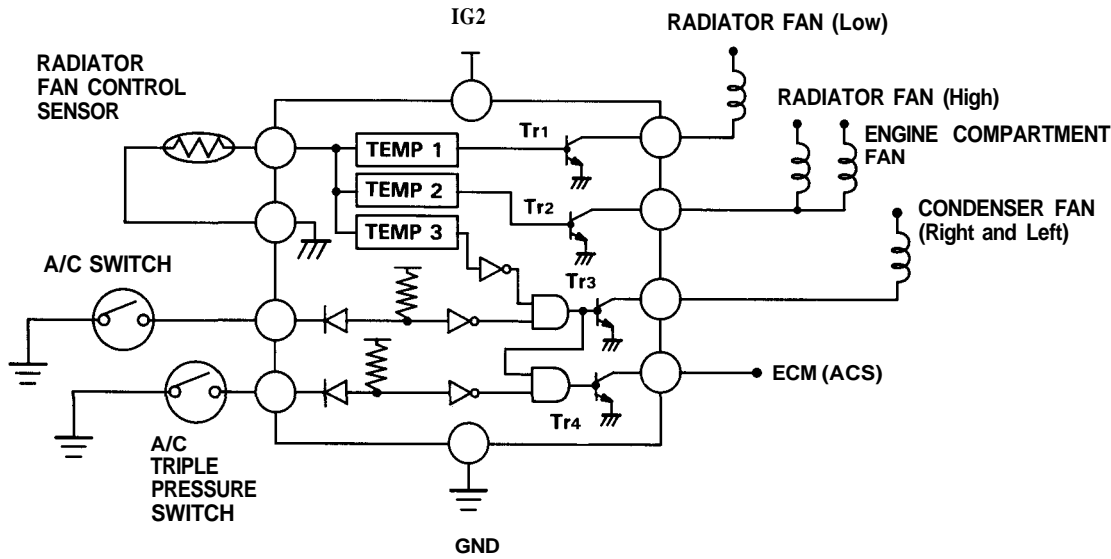 IG2
RADIATOR FAN (Low)
RADIATOR
FAN CONTROL
SENSOR
RADIATOR FAN (High)
ENGINE COMPARTMENT
FAN
Tr1
TEMP 1
TEMP 2
Tr2
TEMP 3
CONDENSER FAN
(Right and Left)
A/C SWITCH
Tr3
ECM (ACS)
Tr4
A/C
TRIPLE
PRESSURE
SWITCH
GND